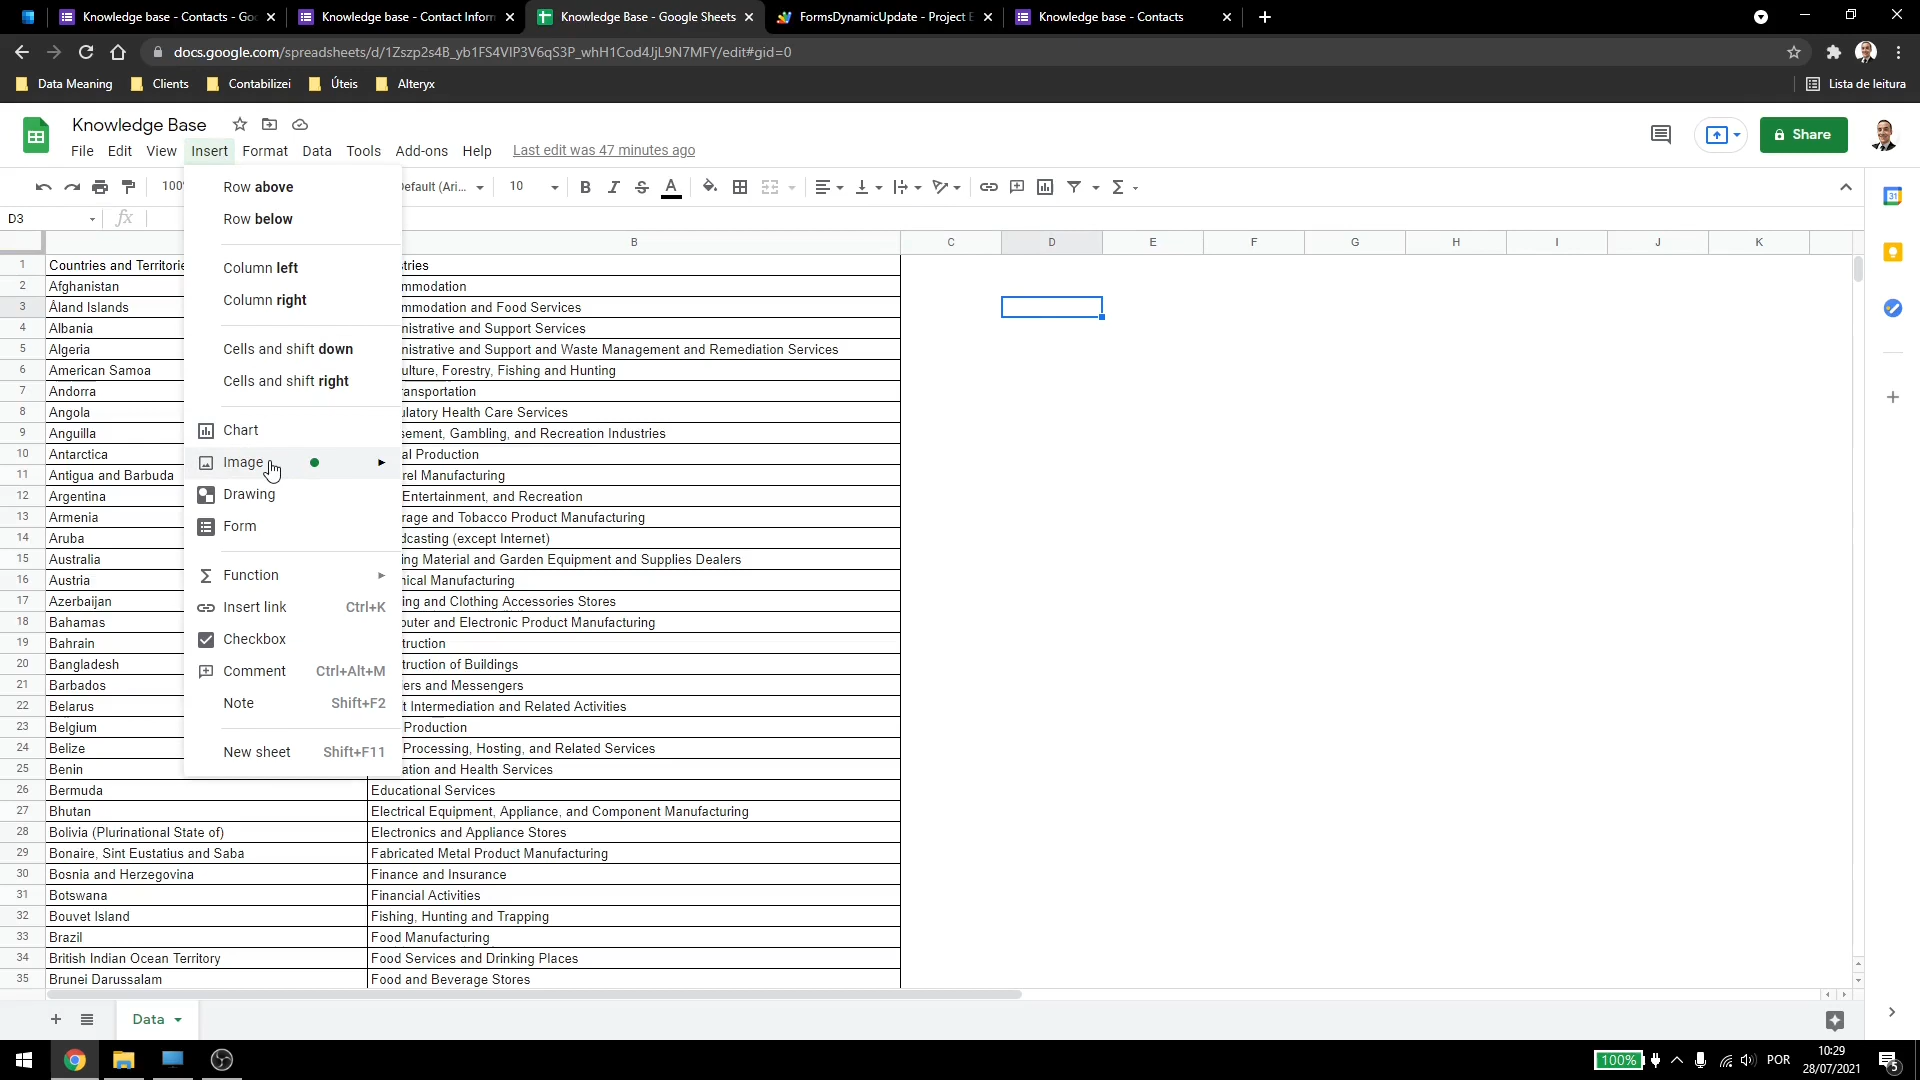 Knowledge base - Contacts - Goo
Knowledge base - Contact Inform
Knowledge Base - Google Sheets
FormsDynamicUpdate - Project E
Knowledge base - Contacts
docs.google.com/spreadsheets/d/1Zszp2s4B_yb1FS4VIP3V6qS3P_whH1Cod4JjL9N7MFY/edit#gid=0
Data Meaning Clients Contabilizei Úteis Alteryx Lista de leitura
Knowledge Base
File Edit View Insert Format Data Tools Add-ons Help Last edit was 47 minutes ago
Share
100 efault (Ari... 10
D3
Row above
Row below
Column left
Column right
Cells and shift down
Cells and shift right
Chart
Image
Drawing
Form
Function
Insert link Ctrl+K
Checkbox
Comment Ctrl+Alt+M
Note Shift+F2
New sheet Shift+F11
B C D E F G H I J K
1 Countries and Territorie stries
2 Afghanistan mmodation
3 Åland Islands mmodation and Food Services
4 Albania nistrative and Support Services
5 Algeria nistrative and Support and Waste Management and Remediation Services
6 American Samoa ulture, Forestry, Fishing and Hunting
7 Andorra ransportation
8 Angola ulatory Health Care Services
9 Anguilla sement, Gambling, and Recreation Industries
10 Antarctica al Production
11 Antigua and Barbuda rel Manufacturing
12 Argentina Entertainment, and Recreation
13 Armenia rage and Tobacco Product Manufacturing
14 Aruba dcasting (except Internet)
15 Australia ing Material and Garden Equipment and Supplies Dealers
16 Austria nical Manufacturing
17 Azerbaijan ing and Clothing Accessories Stores
18 Bahamas puter and Electronic Product Manufacturing
19 Bahrain truction
20 Bangladesh truction of Buildings
21 Barbados ers and Messengers
22 Belarus t Intermediation and Related Activities
23 Belgium Production
24 Belize Processing, Hosting, and Related Services
25 Benin ation and Health Services
26 Bermuda Educational Services
27 Bhutan Electrical Equipment, Appliance, and Component Manufacturing
28 Bolivia (Plurinational State of) Electronics and Appliance Stores
29 Bonaire, Sint Eustatius and Saba Fabricated Metal Product Manufacturing
30 Bosnia and Herzegovina Finance and Insurance
31 Botswana Financial Activities
32 Bouvet Island Fishing, Hunting and Trapping
33 Brazil Food Manufacturing
34 British Indian Ocean Territory Food Services and Drinking Places
35 Brunei Darussalam Food and Beverage Stores
Data
100% POR 10:29
28/07/2021
5
31